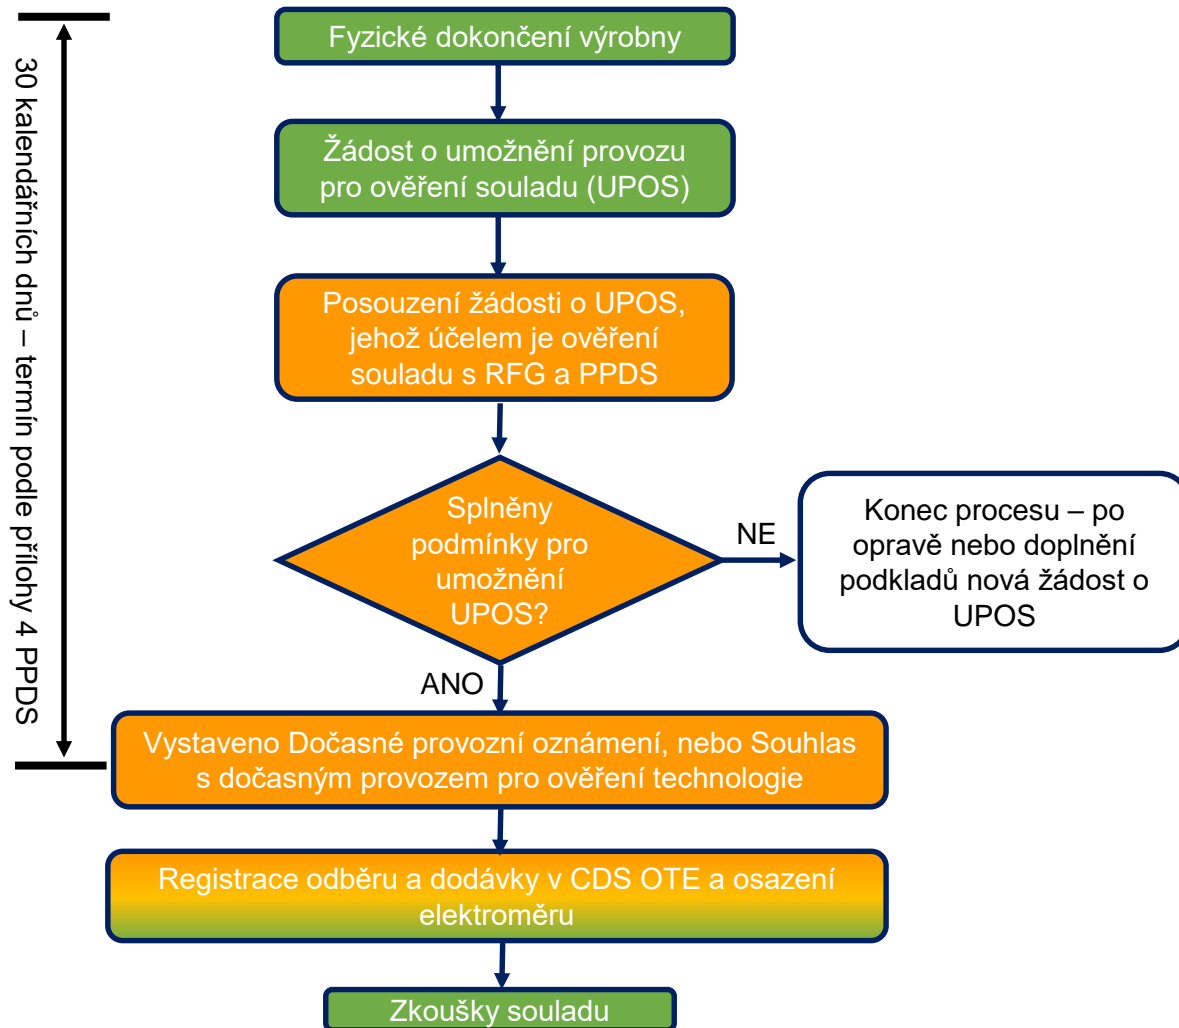 30 kalendářních dnů – termín podle přílohy 4 PPDS
Fyzické dokončení výrobny
Žádost o umožnění provozu
pro ověření souladu (UPOS)
Posouzení žádosti o UPOS,
jehož účelem je ověření
souladu s RFG a PPDS
Splněny
podmínky pro
umožnění
UPOS?
NE
Konec procesu – po
opravě nebo doplnění
podkladů nová žádost o
UPOS
ANO
Vystaveno Dočasné provozní oznámení, nebo Souhlas
s dočasným provozem pro ověření technologie
Registrace odběru a dodávky v CDS OTE a osazení
elektroměru
Zkoušky souladu